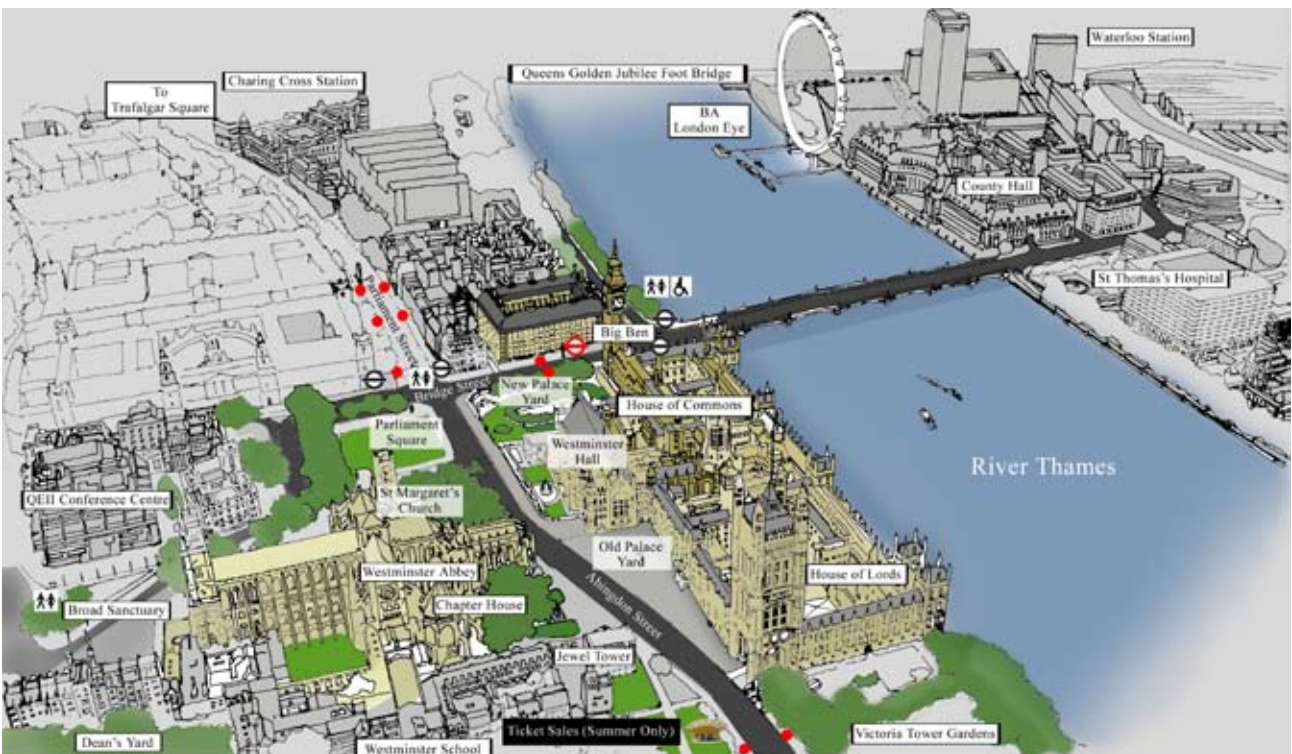 Waterloo Station
Charing Cross Station
Queens Golden Jubilee Foot Bridge
To
Trafalgar Square
BA
London Eye
County Hall
St Thomas's Hospital
Parliament Street
Big Ben
Bridge Street
New Palace
Yard
House of Commons
Parliament
Square
Westminster
Hall
River Thames
QEII Conference Centre
St Margaret's
Church
Old Palace
Yard
Westminster Abbey
House of Lords
Abingdon Street
Broad Sanctuary
Chapter House
Jewel Tower
Ticket Sales (Summer Only)
Victoria Tower Gardens
Dean's Yard
Westminster School